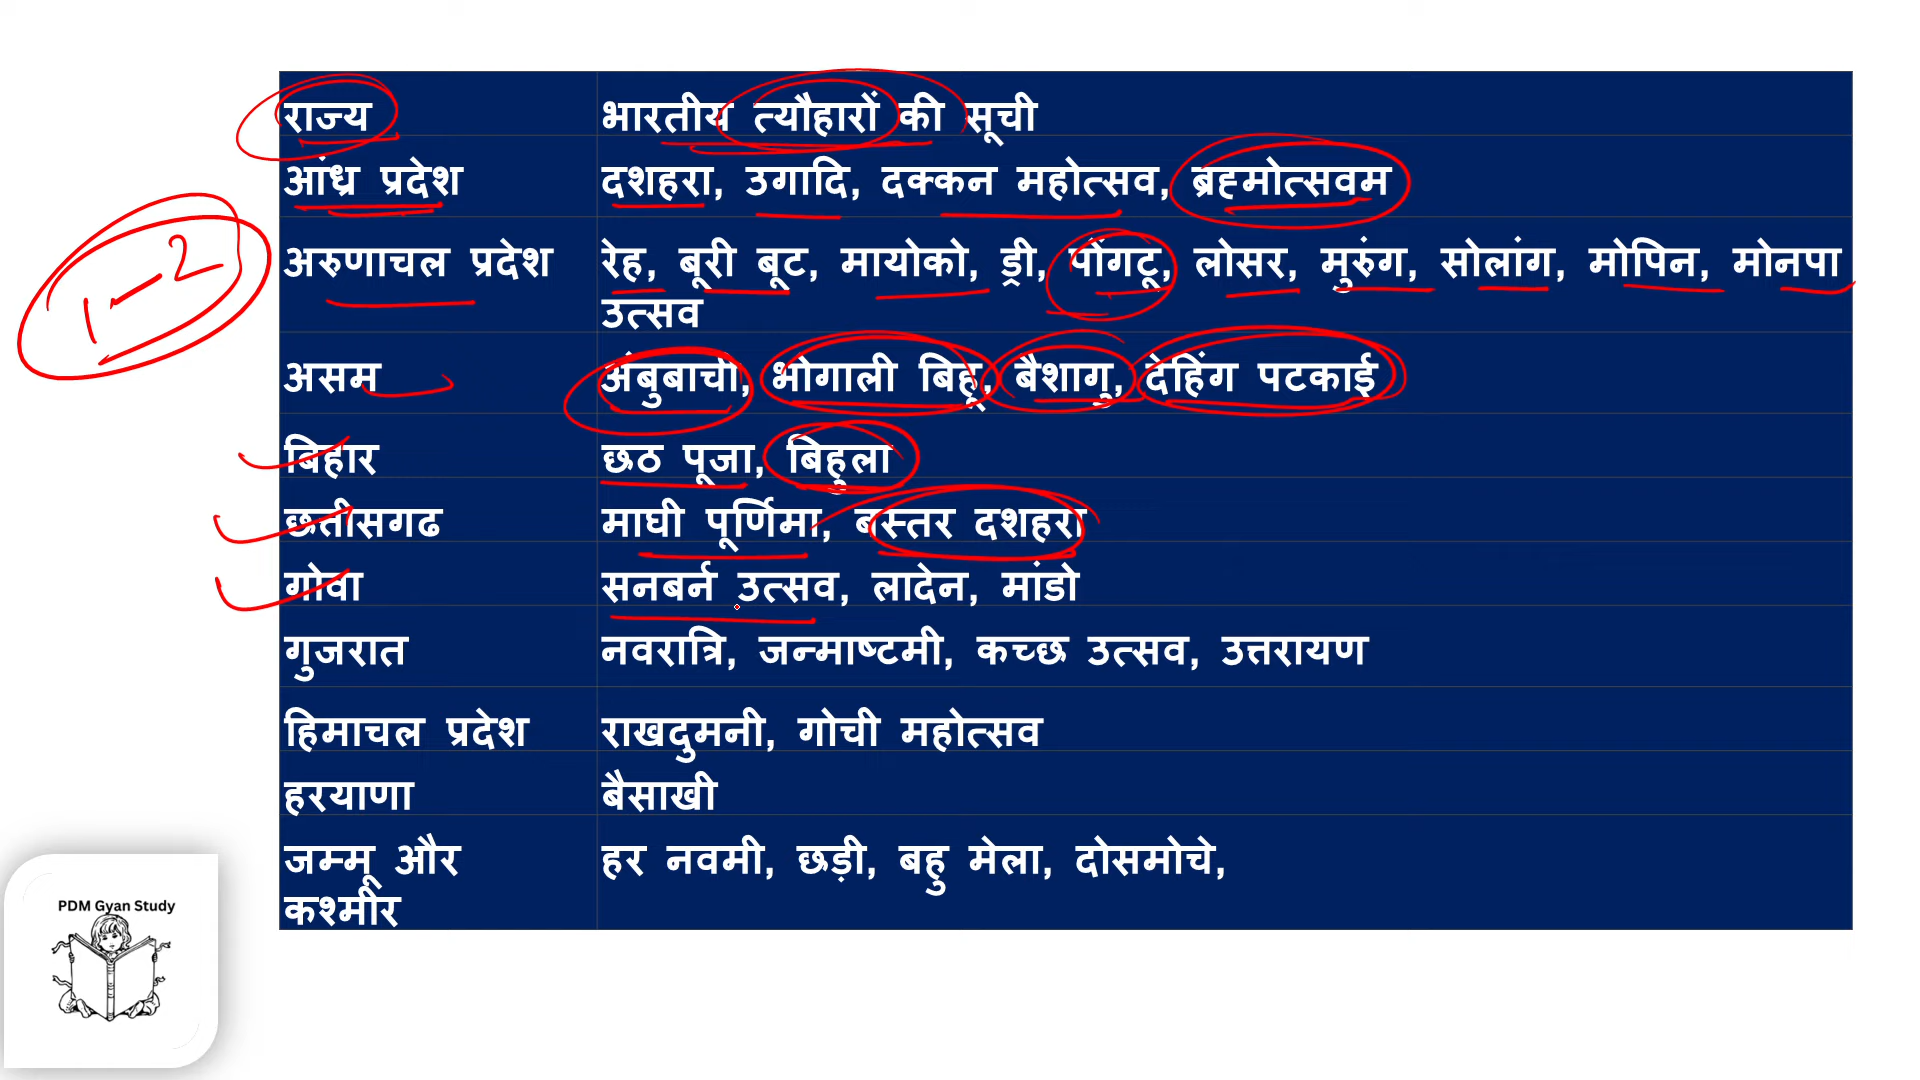 राज्य भारतीय त्यौहारों की सूची
आंध्र प्रदेश दशहरा, उगादि, दक्कन महोत्सव, ब्रह्मोत्सवम
अरुणाचल प्रदेश रेह, बूरी बूट, मायोको, ड्री, पोंगटू, लोसर, मुरुंग, सोलांग, मोपिन, मोनपा
उत्सव
असम अंबुबाची, भोगाली बिहू, बैशागु, देहिंग पटकाई
बिहार छठ पूजा, बिहुला
छत्तीसगढ माघी पूर्णिमा, बस्तर दशहरा
गोवा सनबर्न उत्सव, लादेन, मांडो
गुजरात नवरात्रि, जन्माष्टमी, कच्छ उत्सव, उत्तरायण
हिमाचल प्रदेश राखदुमनी, गोची महोत्सव
हरयाणा बैसाखी
जम्मू और हर नवमी, छड़ी, बहु मेला, दोसमोचे,
कश्मीर
1-2
PDM Gyan Study